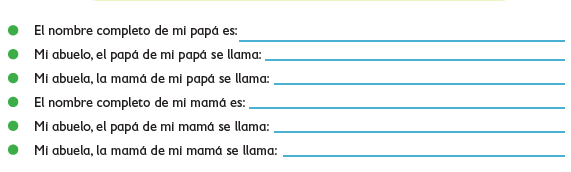 El nombre completo de mi papá es:
Mi abuelo, el papá de mi papá se llama:
Mi abuela, la mamá de mi papá se llama:
El nombre completo de mi mamá es:
Mi abuelo, el papá de mi mamá se llama:
Mi abuela, la mamá de mi mamá se llama: